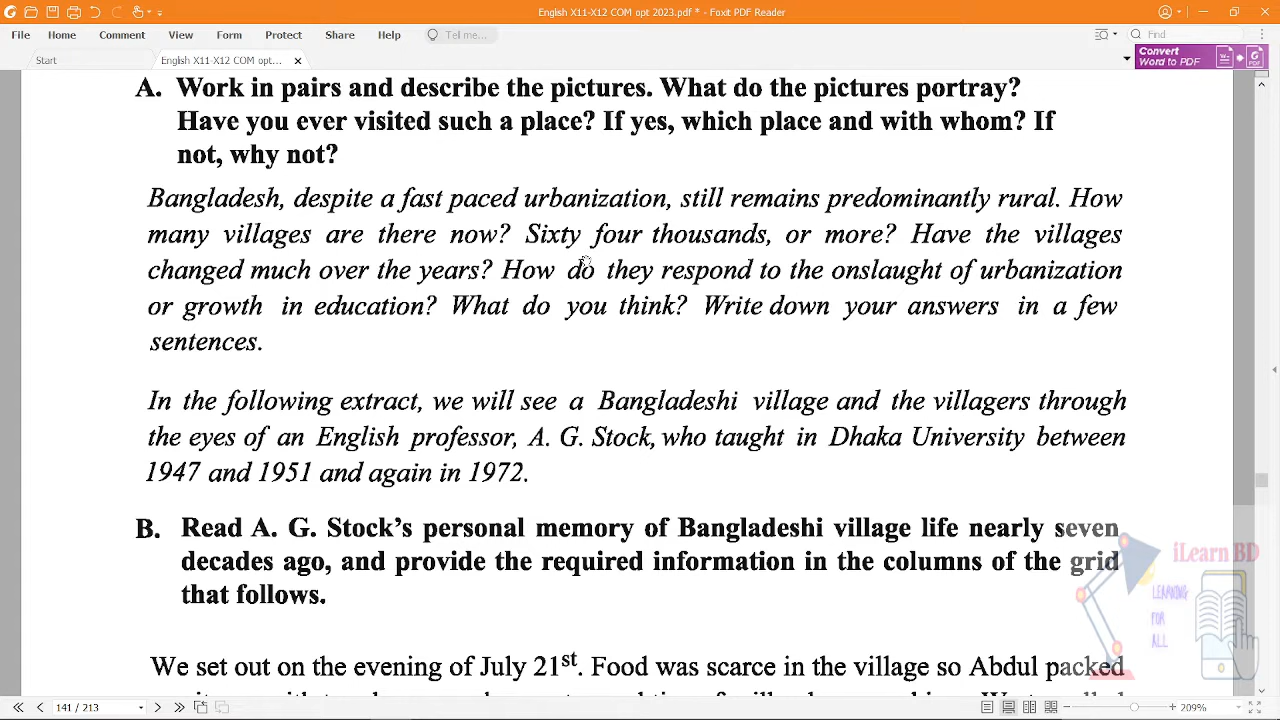 English X11-X12 COM opt 2023.pdf * - Foxit PDF Reader
File Home Comment View Form Protect Share Help Tell me... Find
Start English X11-X12 COM opt... Convert
Word to PDF
A. Work in pairs and describe the pictures. What do the pictures portray?
Have you ever visited such a place? If yes, which place and with whom? If
not, why not?
Bangladesh, despite a fast paced urbanization, still remains predominantly rural. How
many villages are there now? Sixty four thousands, or more? Have the villages
changed much over the years? How do they respond to the onslaught of urbanization
or growth in education? What do you think? Write down your answers in a few
sentences.
In the following extract, we will see a Bangladeshi village and the villagers through
the eyes of an English professor, A. G. Stock, who taught in Dhaka University between
1947 and 1951 and again in 1972.
B. Read A. G. Stock's personal memory of Bangladeshi village life nearly seven
decades ago, and provide the required information in the columns of the grid
that follows.
iLearn BD
LEARNING
FOR
ALL
We set out on the evening of July 21st. Food was scarce in the village so Abdul packed
141 / 213 209%